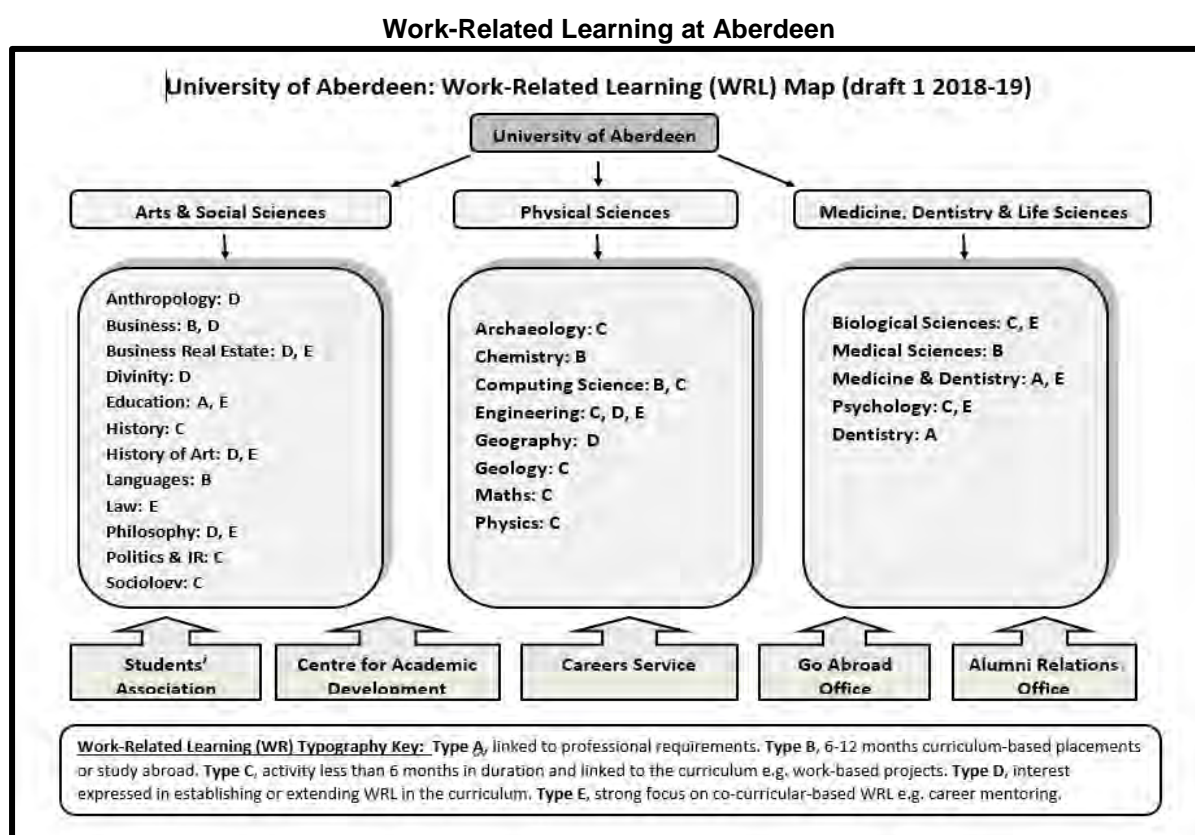 Work-Related Learning at Aberdeen
University of Aberdeen: Work-Related Learning (WRL) Map (draft 1 2018-19)
University of Aberdeen
Arts & Social Sciences
Physical Sciences
Medicine, Dentistry & Life Sciences
Anthropology: D
Business: B, D
Business Real Estate: D, E
Divinity: D
Education: A, E
History: C
History of Art: D, E
Languages: B
Law: E
Philosophy: D, E
Politics & IR: C
Sociology: C
Archaeology: C
Chemistry: B
Computing Science: B, C
Engineering: C, D, E
Geography: D
Geology: C
Maths: C
Physics: C
Biological Sciences: C, E
Medical Sciences: B
Medicine & Dentistry: A, E
Psychology: C, E
Dentistry: A
Students'
Association
Centre for Academic
Development
Careers Service
Go Abroad
Office
Alumni Relations
Office
Work-Related Learning (WR) Typography Key: Type A, linked to professional requirements. Type B, 6-12 months curriculum-based placements
or study abroad. Type C, activity less than 6 months in duration and linked to the curriculum e.g. work-based projects. Type D, interest
expressed in establishing or extending WRL in the curriculum. Type E, strong focus on co-curricular-based WRL e.g. career mentoring.